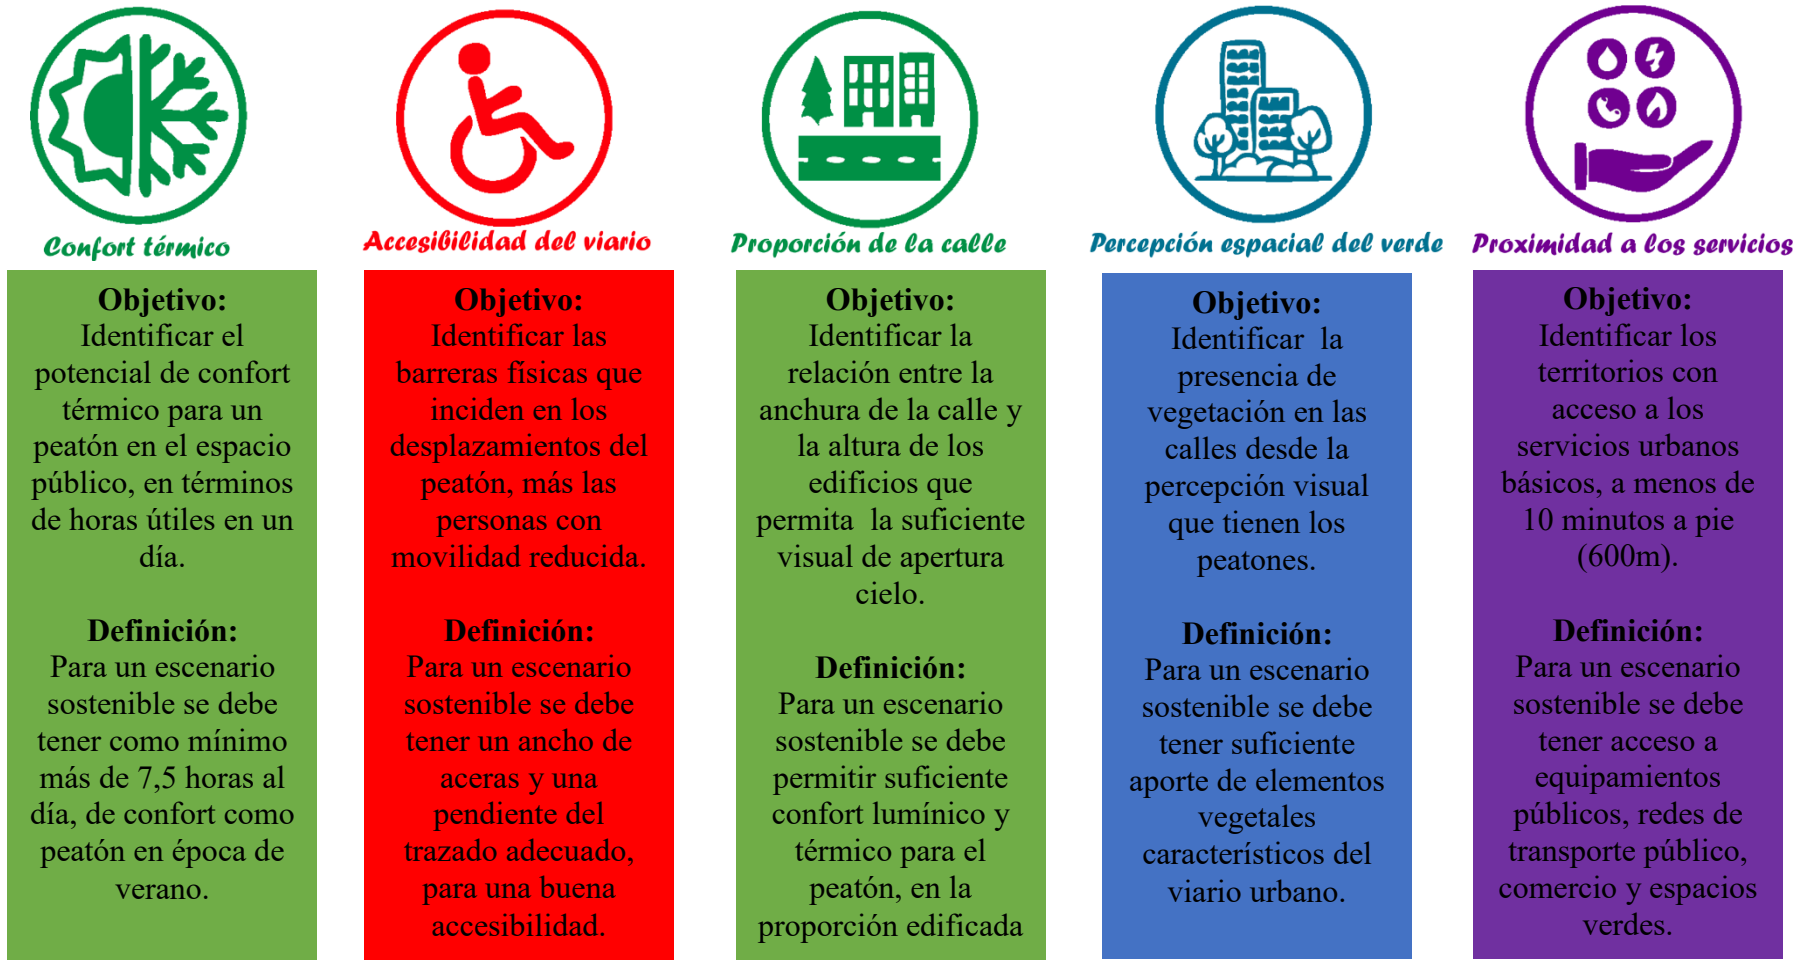 Confort térmico
Objetivo:
Identificar el
potencial de confort
térmico para un
peatón en el espacio
público, en términos
de horas útiles en un
día.
Definición:
Para un escenario
sostenible se debe
tener como mínimo
más de 7,5 horas al
día, de confort como
peatón en época de
verano.
Accesibilidad del viario
Objetivo:
Identificar las
barreras físicas que
inciden en los
desplazamientos del
peatón, más las
personas con
movilidad reducida.
Definición:
Para un escenario
sostenible se debe
tener un ancho de
aceras y una
pendiente del
trazado adecuado,
para una buena
accesibilidad.
Proporción de la calle
Objetivo:
Identificar la
relación entre la
anchura de la calle y
la altura de los
edificios que
permita la suficiente
visual de apertura
cielo.
Definición:
Para un escenario
sostenible se debe
permitir suficiente
confort lumínico y
térmico para el
peatón, en la
proporción edificada
Percepción espacial del verde
Objetivo:
Identificar la
presencia de
vegetación en las
calles desde la
percepción visual
que tienen los
peatones.
Definición:
Para un escenario
sostenible se debe
tener suficiente
aporte de elementos
vegetales
característicos del
viario urbano.
Proximidad a los servicios
Objetivo:
Identificar los
territorios con
acceso a los
servicios urbanos
básicos, a menos de
10 minutos a pie
(600m).
Definición:
Para un escenario
sostenible se debe
tener acceso a
equipamientos
públicos, redes de
transporte público,
comercio y espacios
verdes.